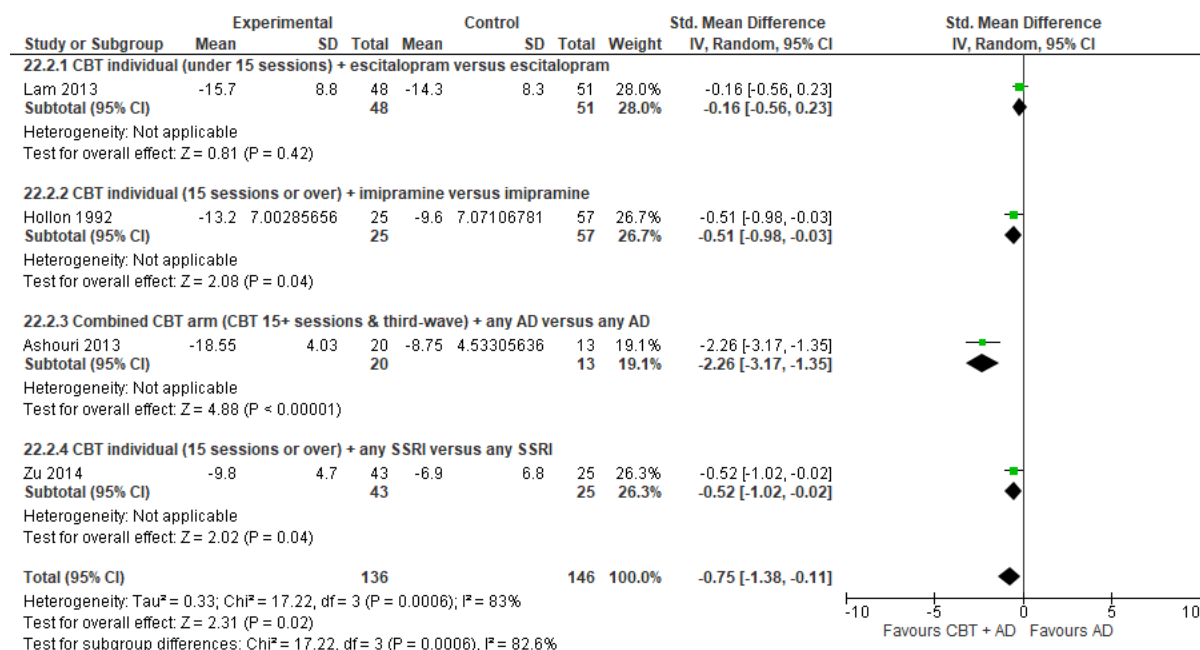 Experimental Control Std. Mean Difference Std. Mean Difference
Study or Subgroup Mean SD Total Mean SD Total Weight IV, Random, 95% CI IV, Random, 95% CI
22.2.1 CBT individual (under 15 sessions) + escitalopram versus escitalopram
Lam 2013 -15.7 8.8 48 -14.3 8.3 51 28.0% -0.16 [-0.56, 0.23]
Subtotal (95% CI) 48 51 28.0% -0.16 [-0.56, 0.23]
Heterogeneity: Not applicable
Test for overall effect: Z = 0.81 (P = 0.42)
22.2.2 CBT individual (15 sessions or over) + imipramine versus imipramine
Hollon 1992 -13.2 7.00285656 25 -9.6 7.07106781 57 26.7% -0.51 [-0.98, -0.03]
Subtotal (95% CI) 25 57 26.7% -0.51 [-0.98, -0.03]
Heterogeneity: Not applicable
Test for overall effect: Z = 2.08 (P = 0.04)
22.2.3 Combined CBT arm (CBT 15+ sessions & third-wave) + any AD versus any AD
Ashouri 2013 -18.55 4.03 20 -8.75 4.53305636 13 19.1% -2.26 [-3.17, -1.35]
Subtotal (95% CI) 20 13 19.1% -2.26 [-3.17, -1.35]
Heterogeneity: Not applicable
Test for overall effect: Z = 4.88 (P < 0.00001)
22.2.4 CBT individual (15 sessions or over) + any SSRI versus any SSRI
Zu 2014 -9.8 4.7 43 -6.9 6.8 25 26.3% -0.52 [-1.02, -0.02]
Subtotal (95% CI) 43 25 26.3% -0.52 [-1.02, -0.02]
Heterogeneity: Not applicable
Test for overall effect: Z = 2.02 (P = 0.04)
Total (95% CI) 136 146 100.0% -0.75 [-1.38, -0.11]
Heterogeneity: Tau² = 0.33; Chi² = 17.22, df = 3 (P = 0.0006); I² = 83%
Test for overall effect: Z = 2.31 (P = 0.02)
Test for subgroup differences: Chi² = 17.22, df = 3 (P = 0.0006), I² = 82.6%
-10 -5 0 5 10
Favours CBT + AD Favours AD